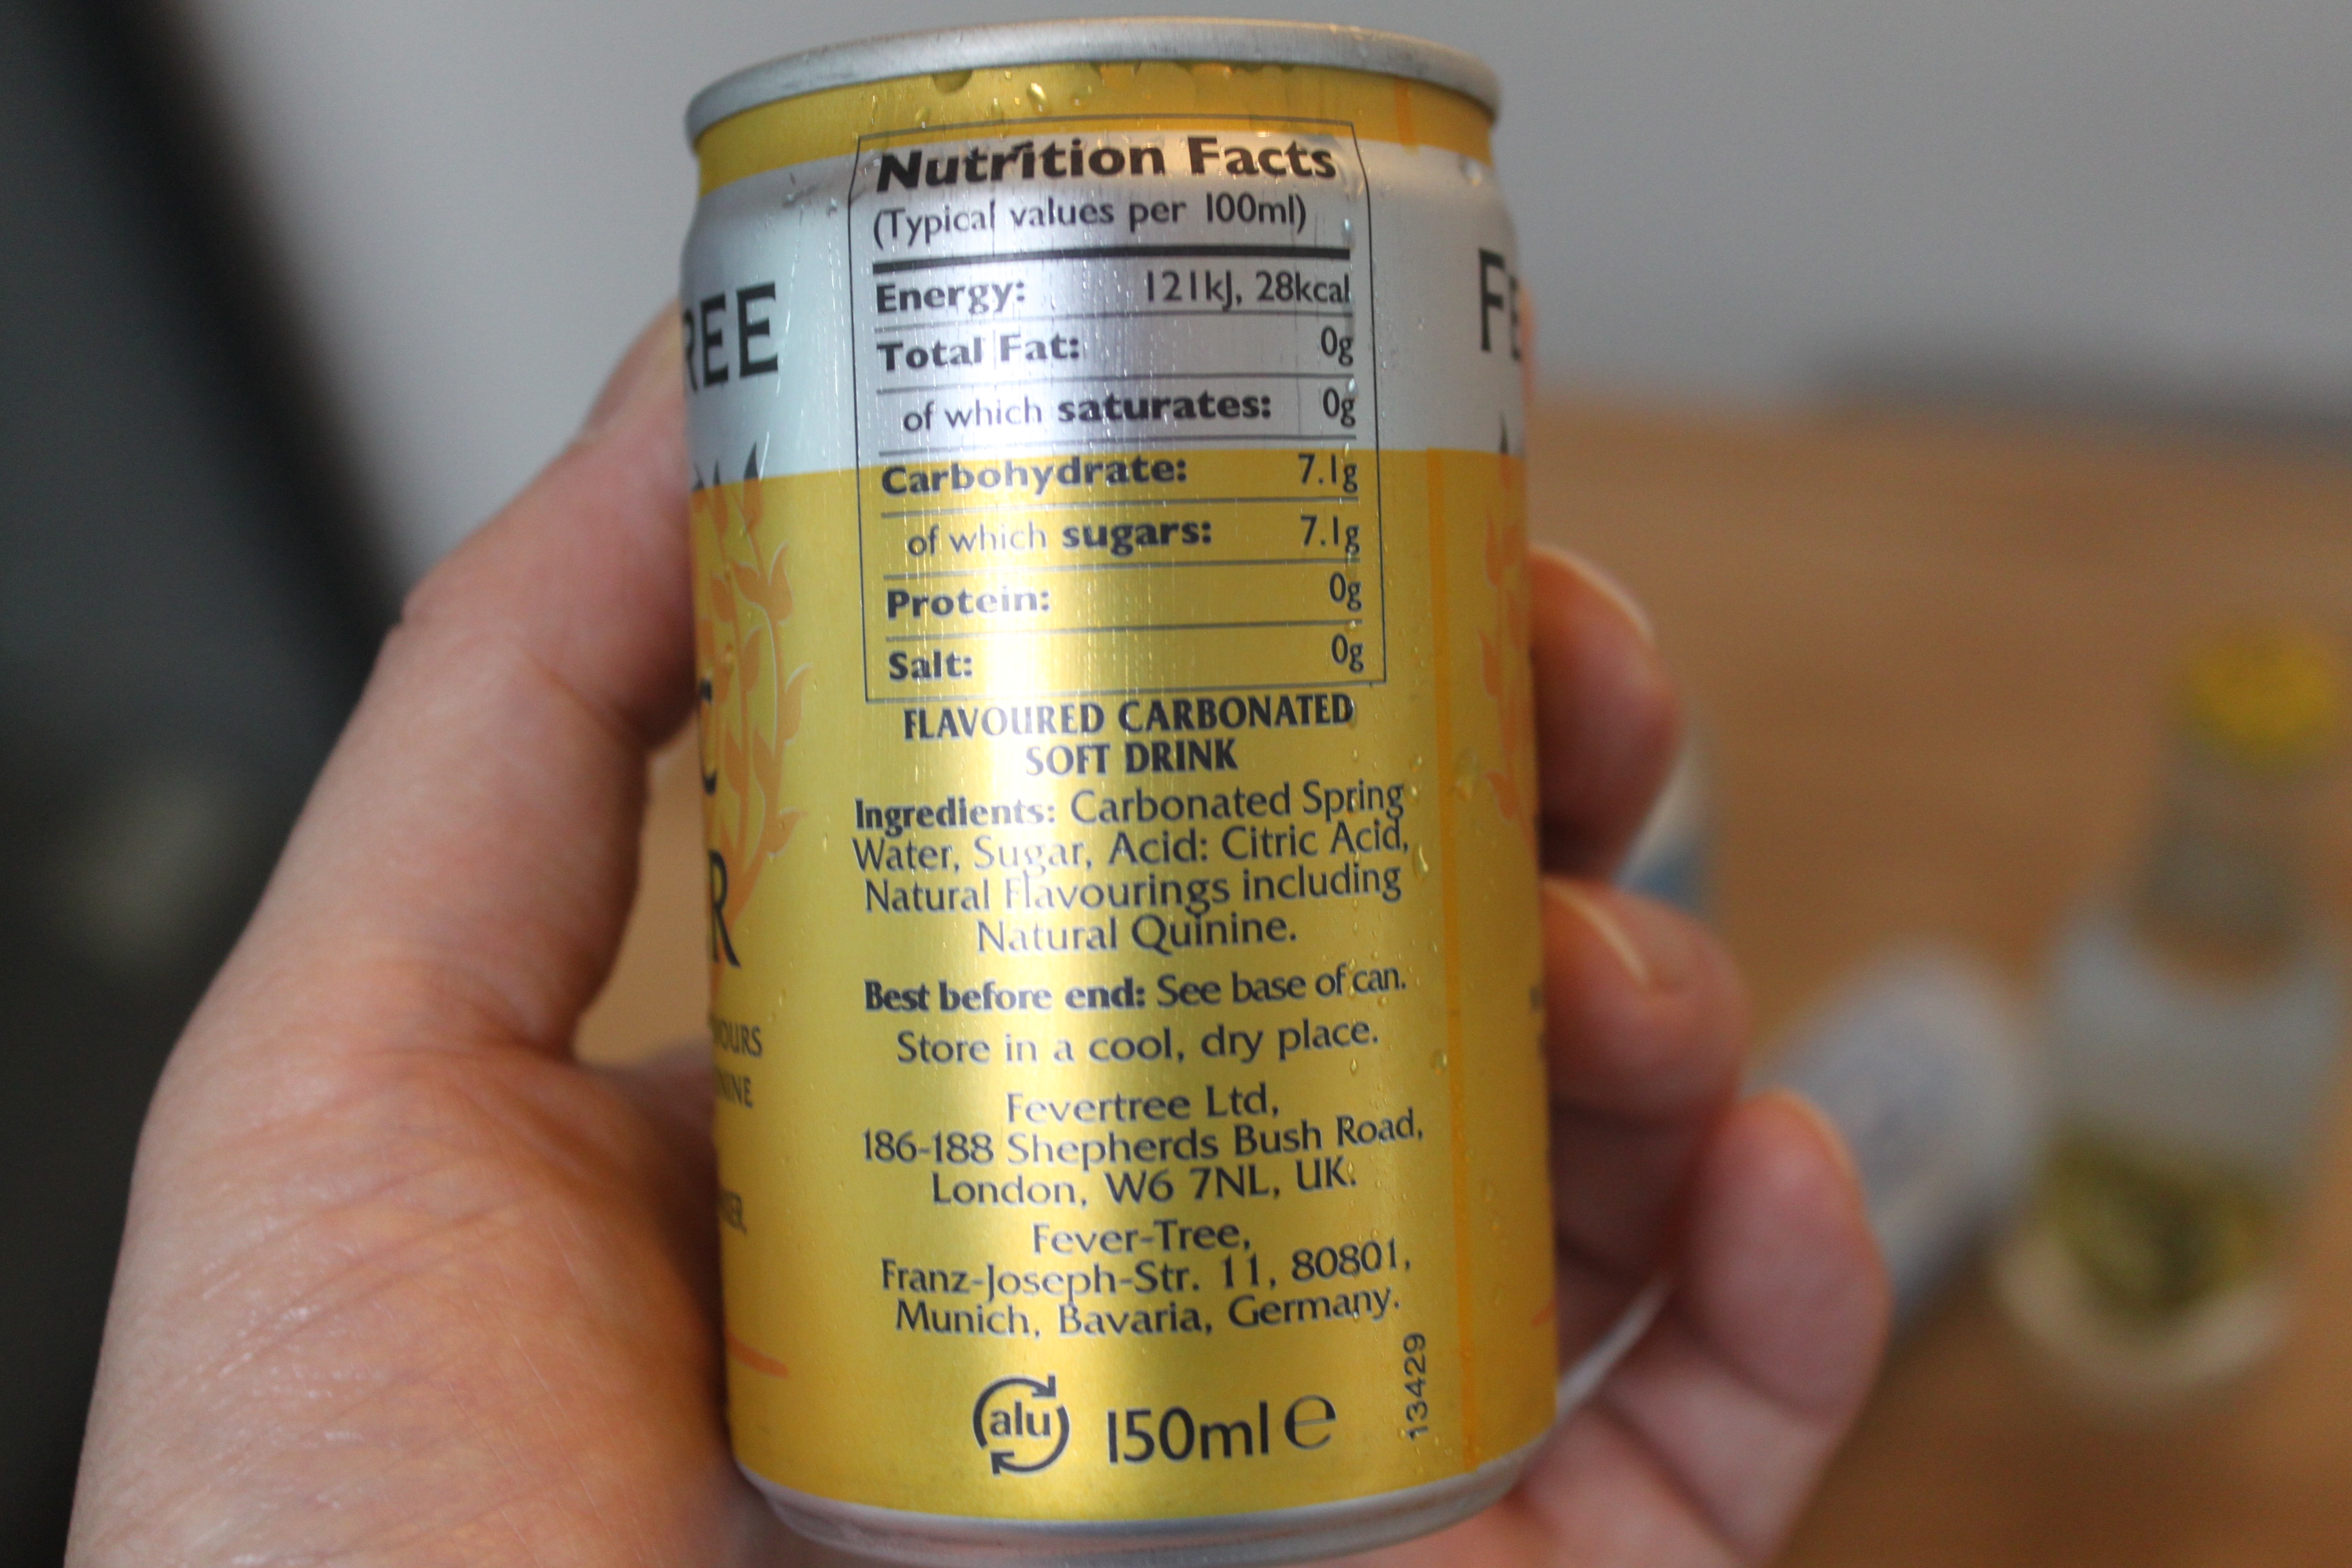 REE
FE
Nutrition Facts
(Typical values per 100ml)
Energy: 121kJ, 28kcal
Total Fat: 0g
of which saturates: 0g
Carbohydrate: 7.1g
of which sugars: 7.1g
Protein: 0g
Salt: 0g
FLAVOURED CARBONATED
SOFT DRINK
Ingredients: Carbonated Spring
Water, Sugar, Acid: Citric Acid,
Natural Flavourings including
Natural Quinine.
Best before end: See base of can.
Store in a cool, dry place.
Fevertree Ltd,
186-188 Shepherds Bush Road,
London, W6 7NL, UK.
Fever-Tree,
Franz-Joseph-Str. 11, 80801,
Munich, Bavaria, Germany.
alu 150ml e
13429
C
R
OURS
NINE